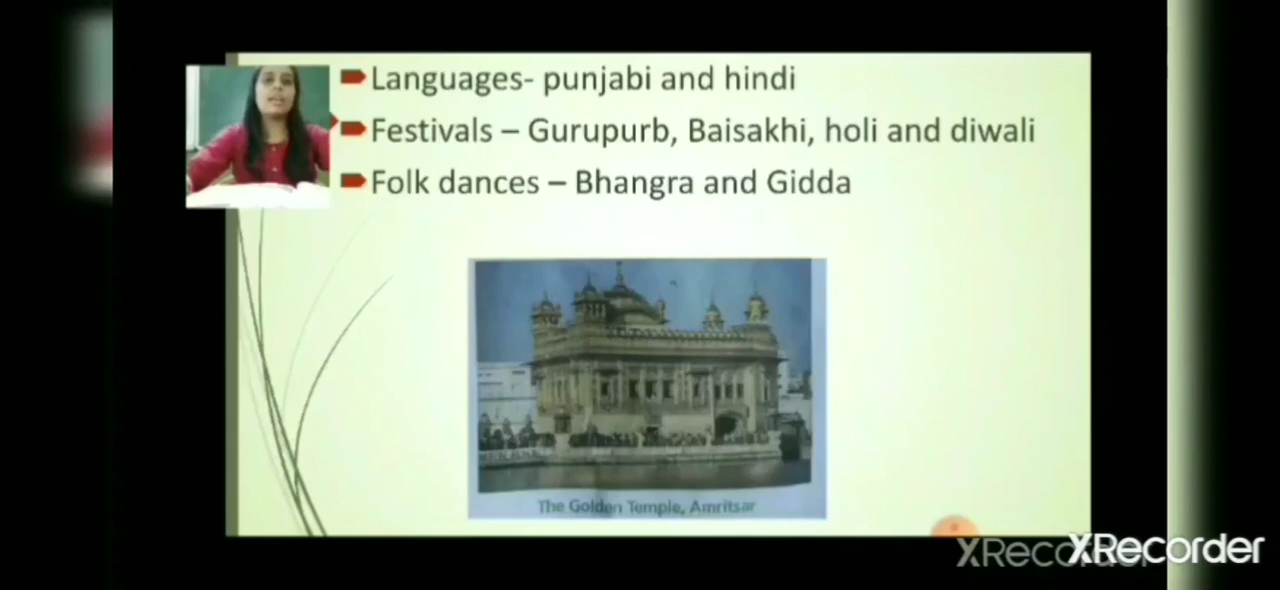 Languages- punjabi and hindi
Festivals – Gurupurb, Baisakhi, holi and diwali
Folk dances – Bhangra and Gidda
The Golden Temple, Amritsar
XRecorder
XRecorder